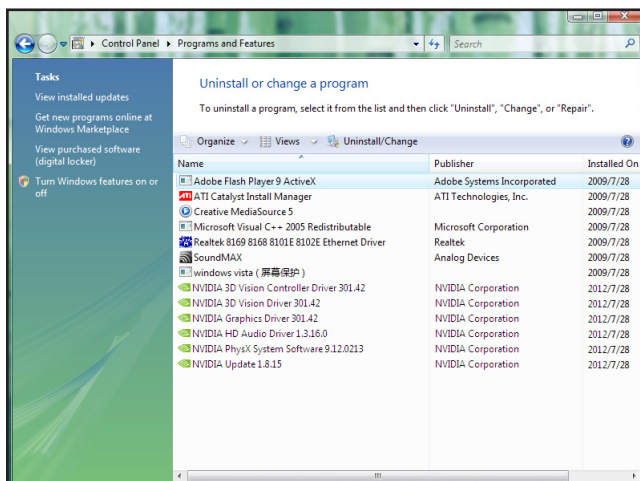 Control Panel ▸ Programs and Features
Search
Tasks
View installed updates
Get new programs online at
Windows Marketplace
View purchased software
(digital locker)
Turn Windows features on or
off
Uninstall or change a program
To uninstall a program, select it from the list and then click "Uninstall", "Change", or "Repair".
Organize Views Uninstall/Change
Name Publisher Installed On
Adobe Flash Player 9 ActiveX Adobe Systems Incorporated 2009/7/28
ATI Catalyst Install Manager ATI Technologies, Inc. 2009/7/28
Creative MediaSource 5 2009/7/28
Microsoft Visual C++ 2005 Redistributable Microsoft Corporation 2009/7/28
Realtek 8169 8168 8101E 8102E Ethernet Driver Realtek 2009/7/28
SoundMAX Analog Devices 2009/7/28
windows vista ( 屏幕保护 ) 2009/7/28
NVIDIA 3D Vision Controller Driver 301.42 NVIDIA Corporation 2012/7/28
NVIDIA 3D Vision Driver 301.42 NVIDIA Corporation 2012/7/28
NVIDIA Graphics Driver 301.42 NVIDIA Corporation 2012/7/28
NVIDIA HD Audio Driver 1.3.16.0 NVIDIA Corporation 2012/7/28
NVIDIA PhysX System Software 9.12.0213 NVIDIA Corporation 2012/7/28
NVIDIA Update 1.8.15 NVIDIA Corporation 2012/7/28